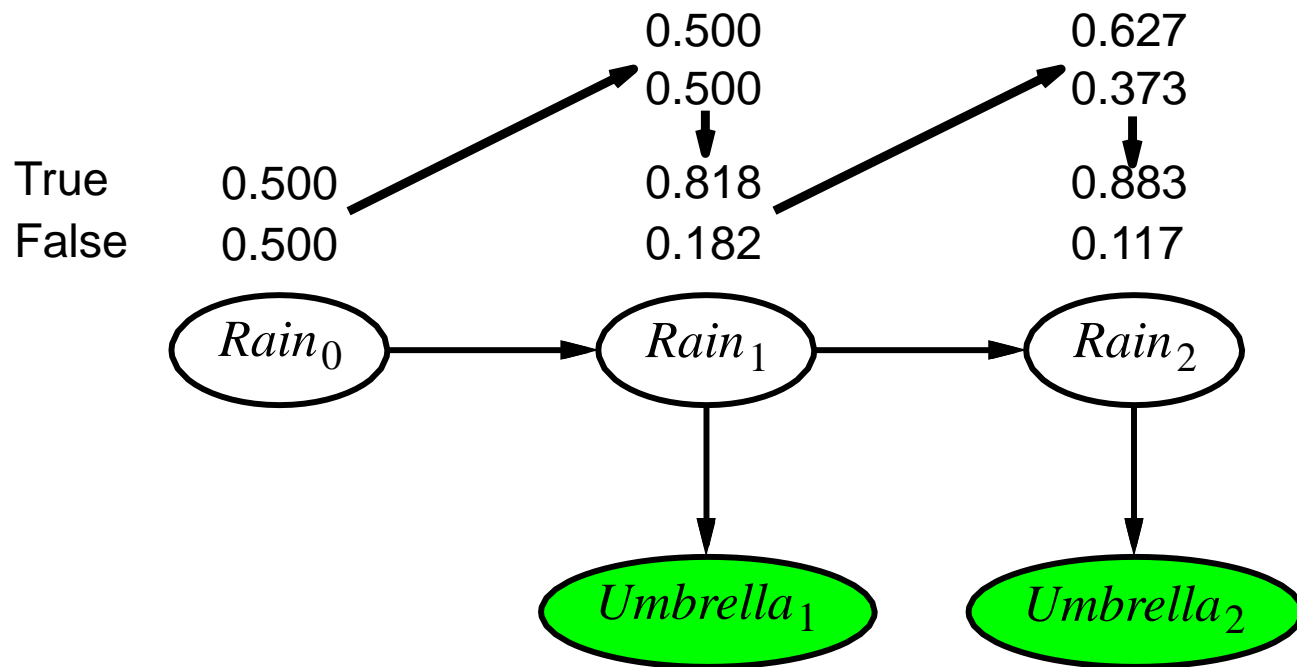 0.500 0.627
0.500 0.373
True 0.500 0.818 0.883
False 0.500 0.182 0.117
Rain0 Rain1 Rain2
Umbrella1 Umbrella2